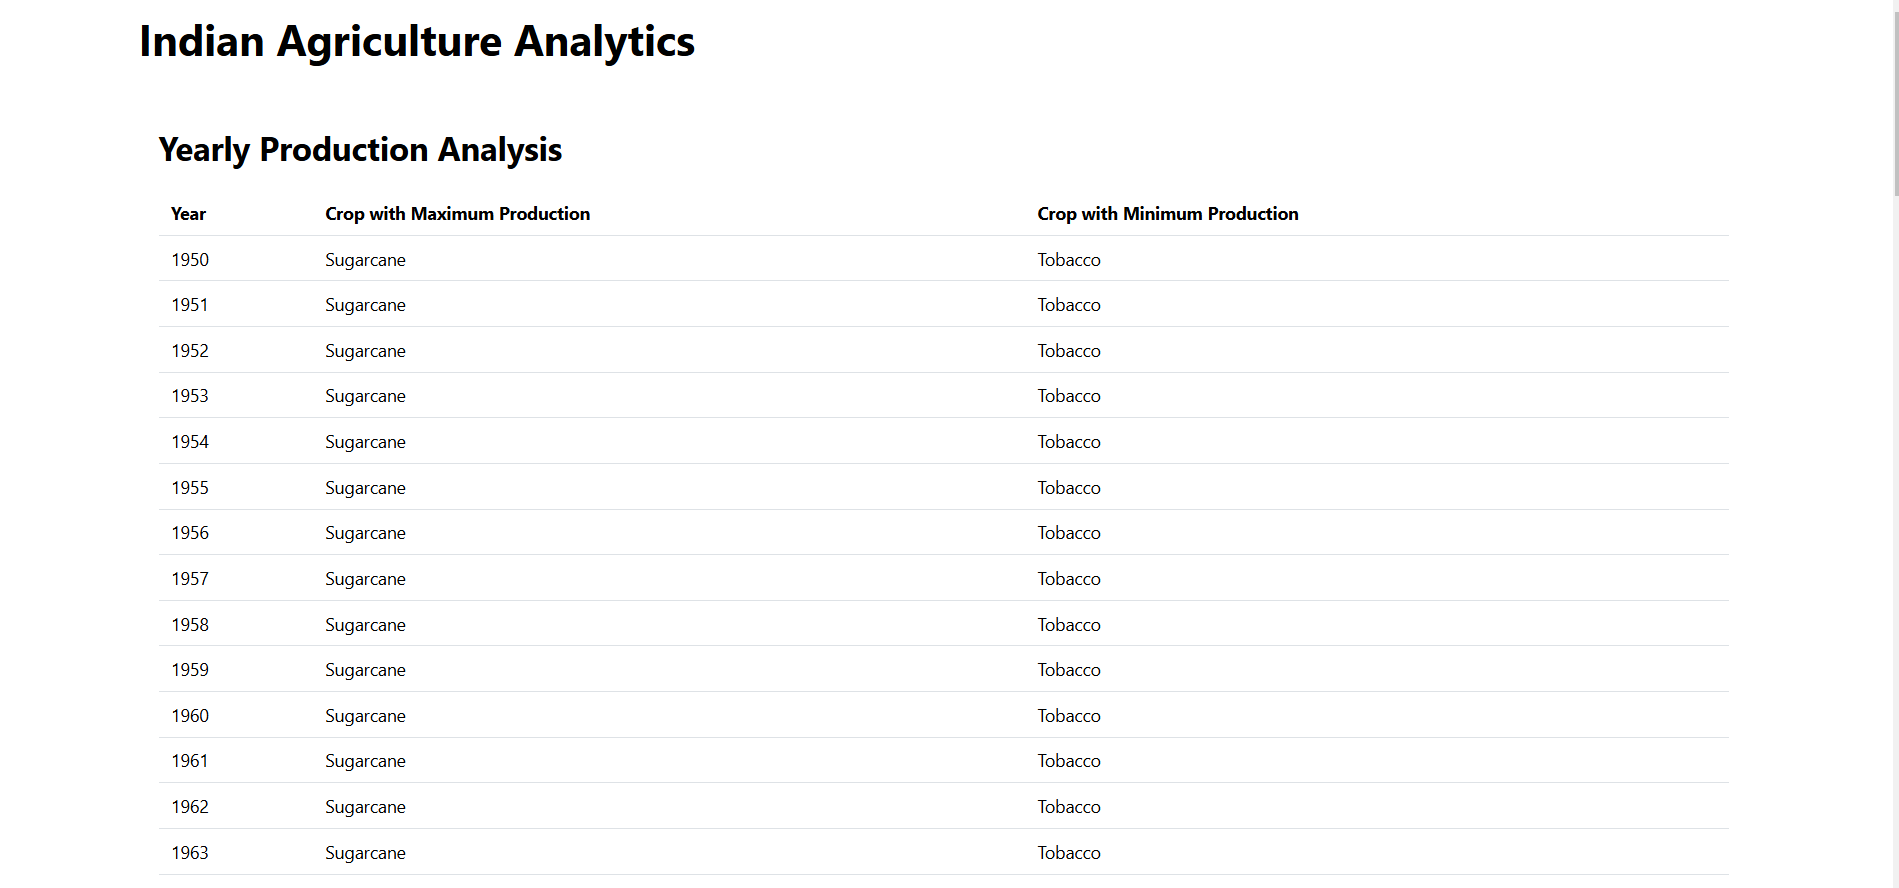 Indian Agriculture Analytics
Yearly Production Analysis
Year Crop with Maximum Production Crop with Minimum Production
1950 Sugarcane Tobacco
1951 Sugarcane Tobacco
1952 Sugarcane Tobacco
1953 Sugarcane Tobacco
1954 Sugarcane Tobacco
1955 Sugarcane Tobacco
1956 Sugarcane Tobacco
1957 Sugarcane Tobacco
1958 Sugarcane Tobacco
1959 Sugarcane Tobacco
1960 Sugarcane Tobacco
1961 Sugarcane Tobacco
1962 Sugarcane Tobacco
1963 Sugarcane Tobacco